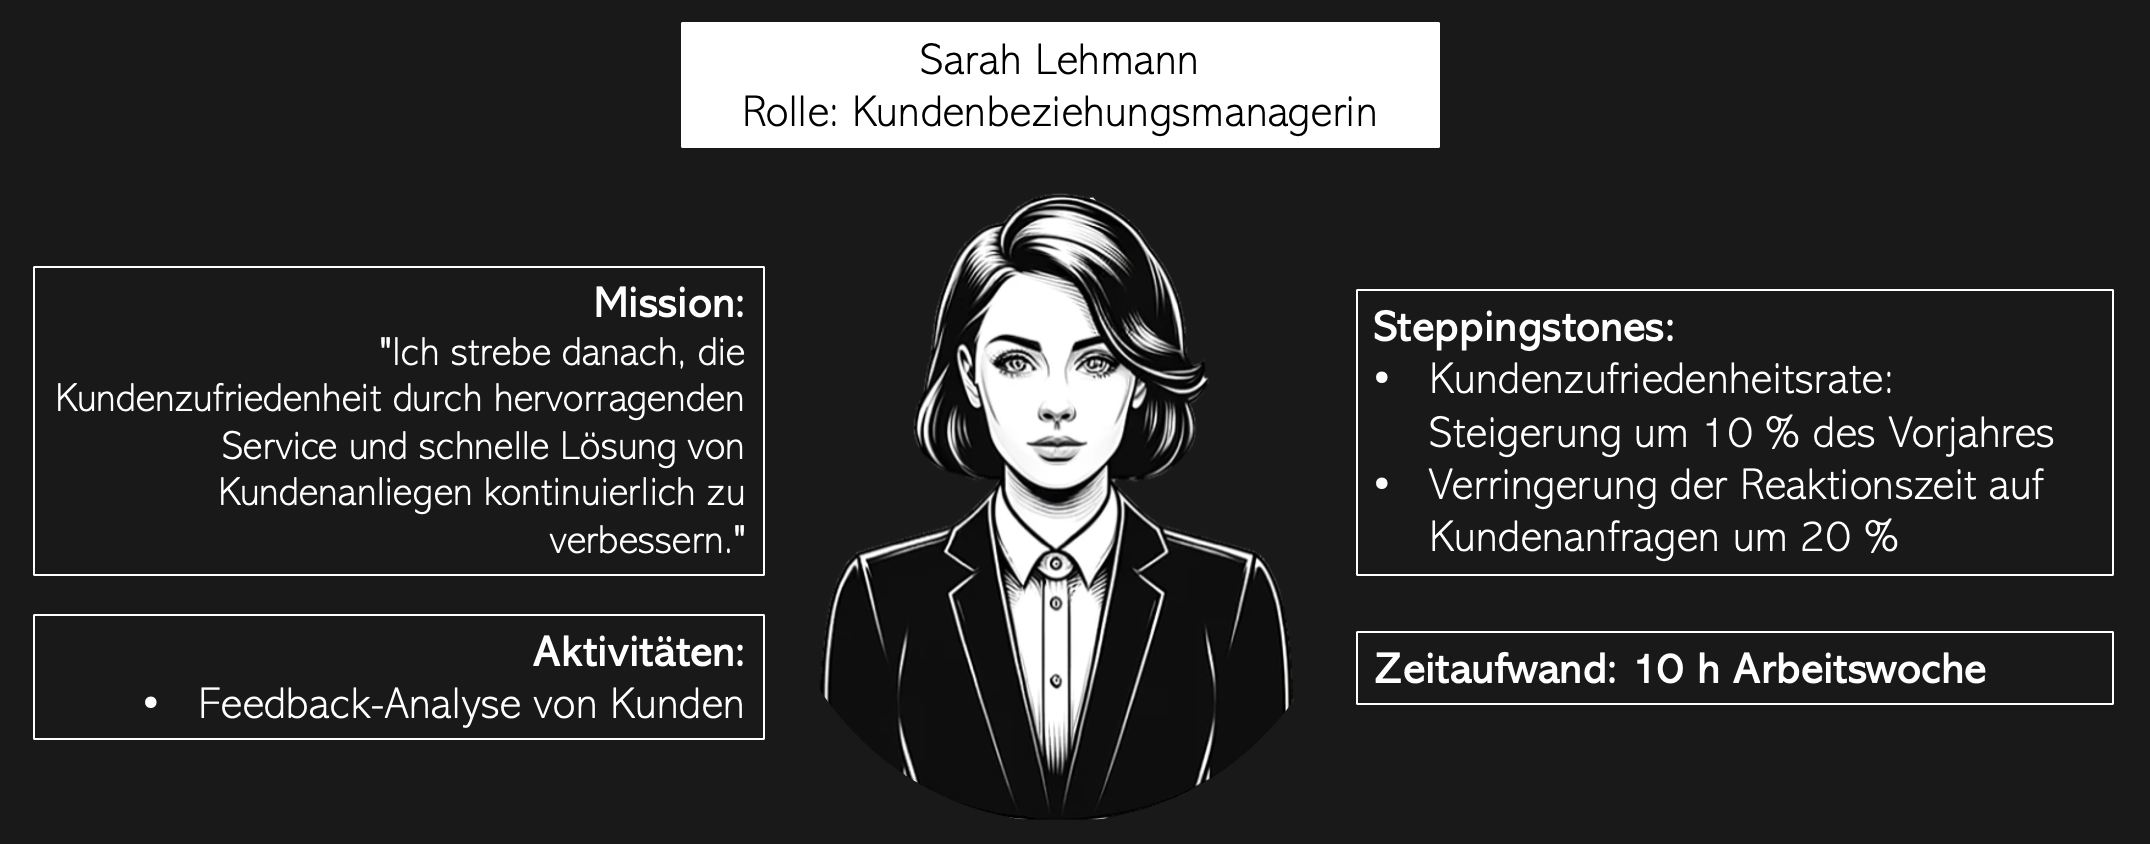 Sarah Lehmann
Rolle: Kundenbeziehungsmanagerin
Mission:
"Ich strebe danach, die
Kundenzufriedenheit durch hervorragenden
Service und schnelle Lösung von
Kundenanliegen kontinuierlich zu
verbessern."
Aktivitäten:
• Feedback-Analyse von Kunden
Steppingstones:
• Kundenzufriedenheitsrate:
Steigerung um 10 % des Vorjahres
• Verringerung der Reaktionszeit auf
Kundenanfragen um 20 %
Zeitaufwand: 10 h Arbeitswoche